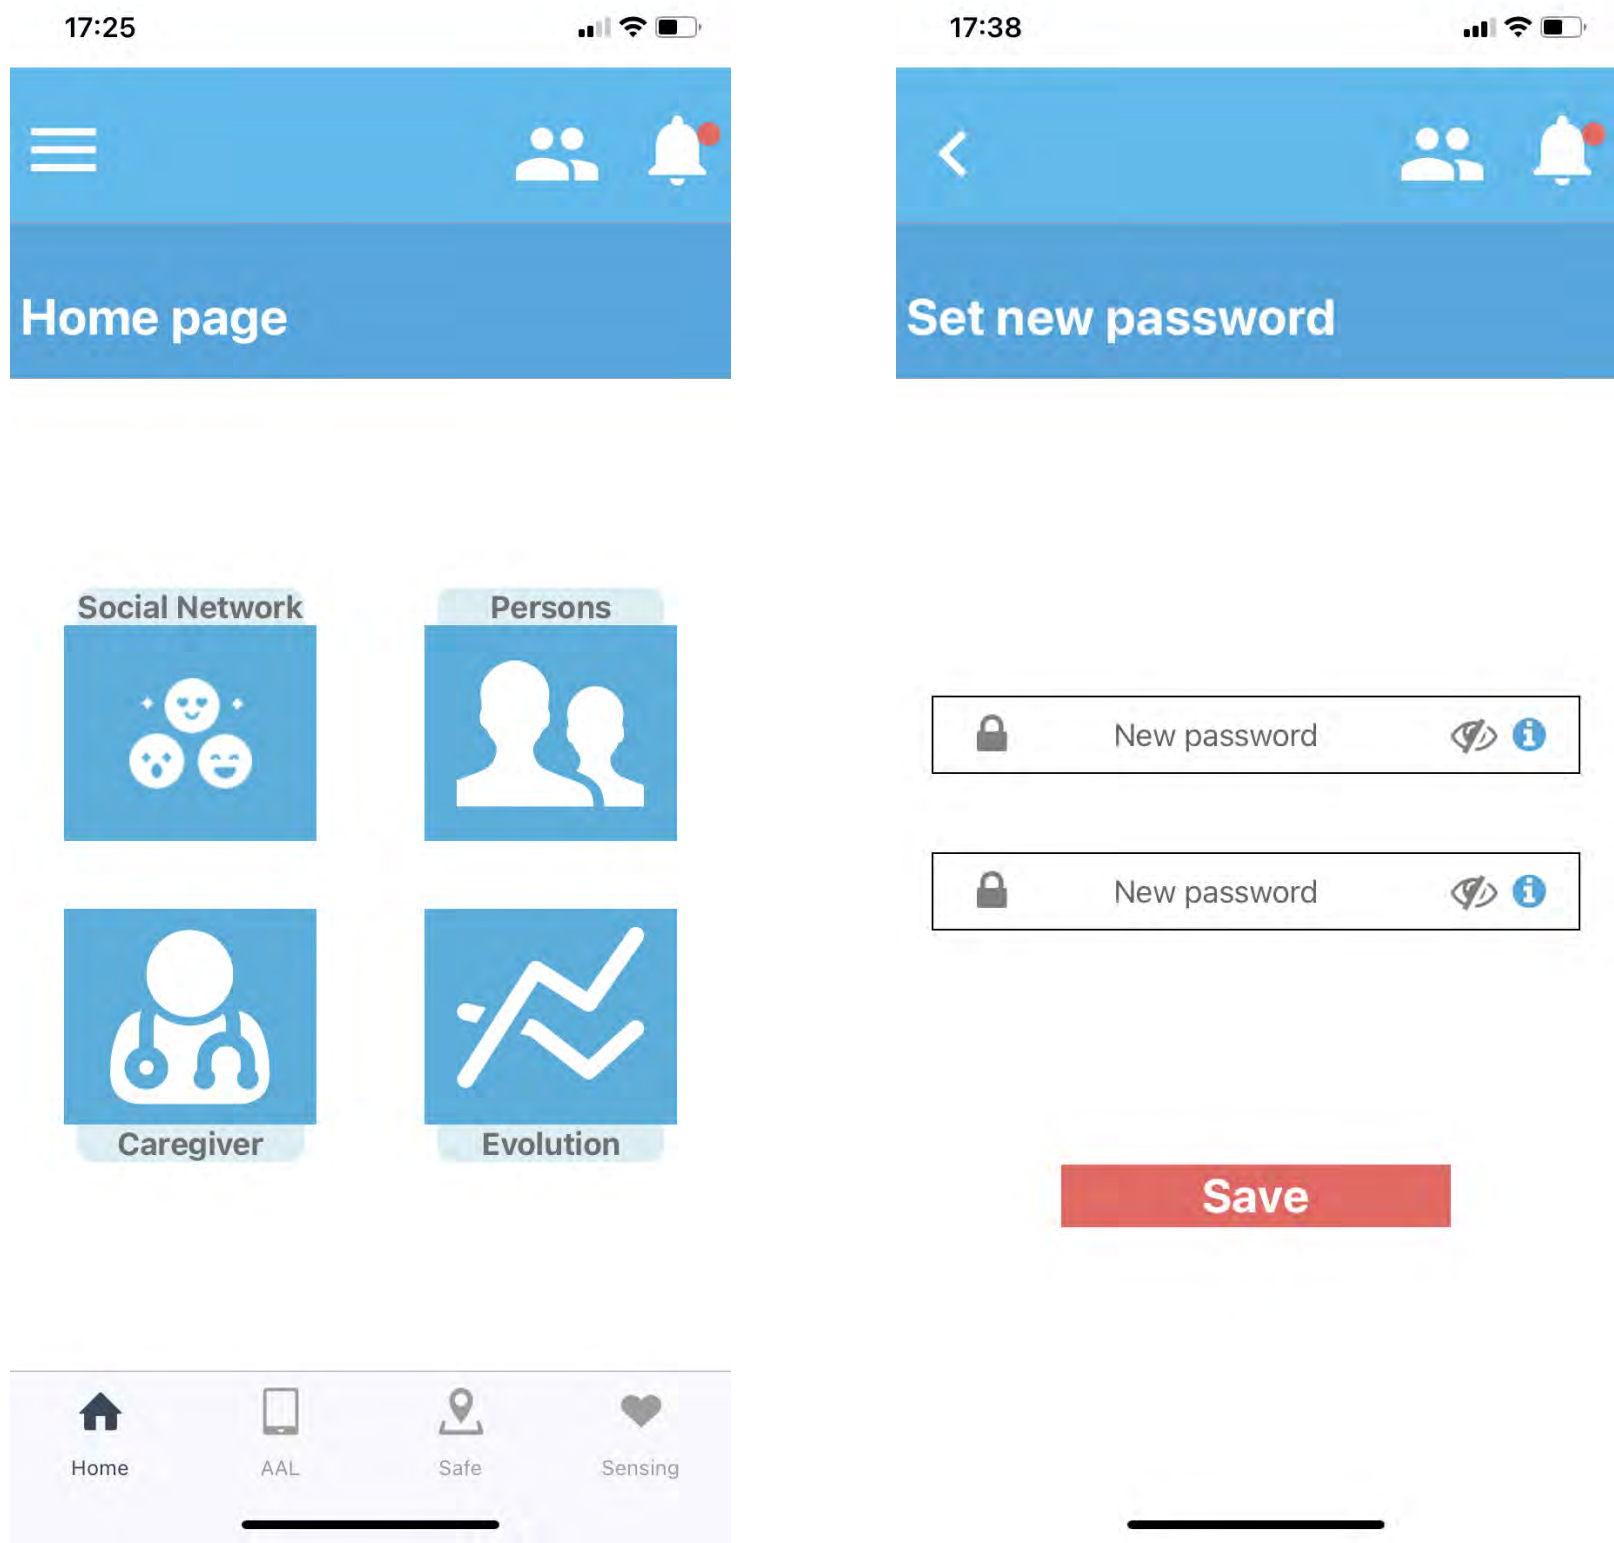 17:25
Home page
Social Network
Persons
Caregiver
Evolution
Home
AAL
Safe
Sensing
17:38
Set new password
New password
New password
Save